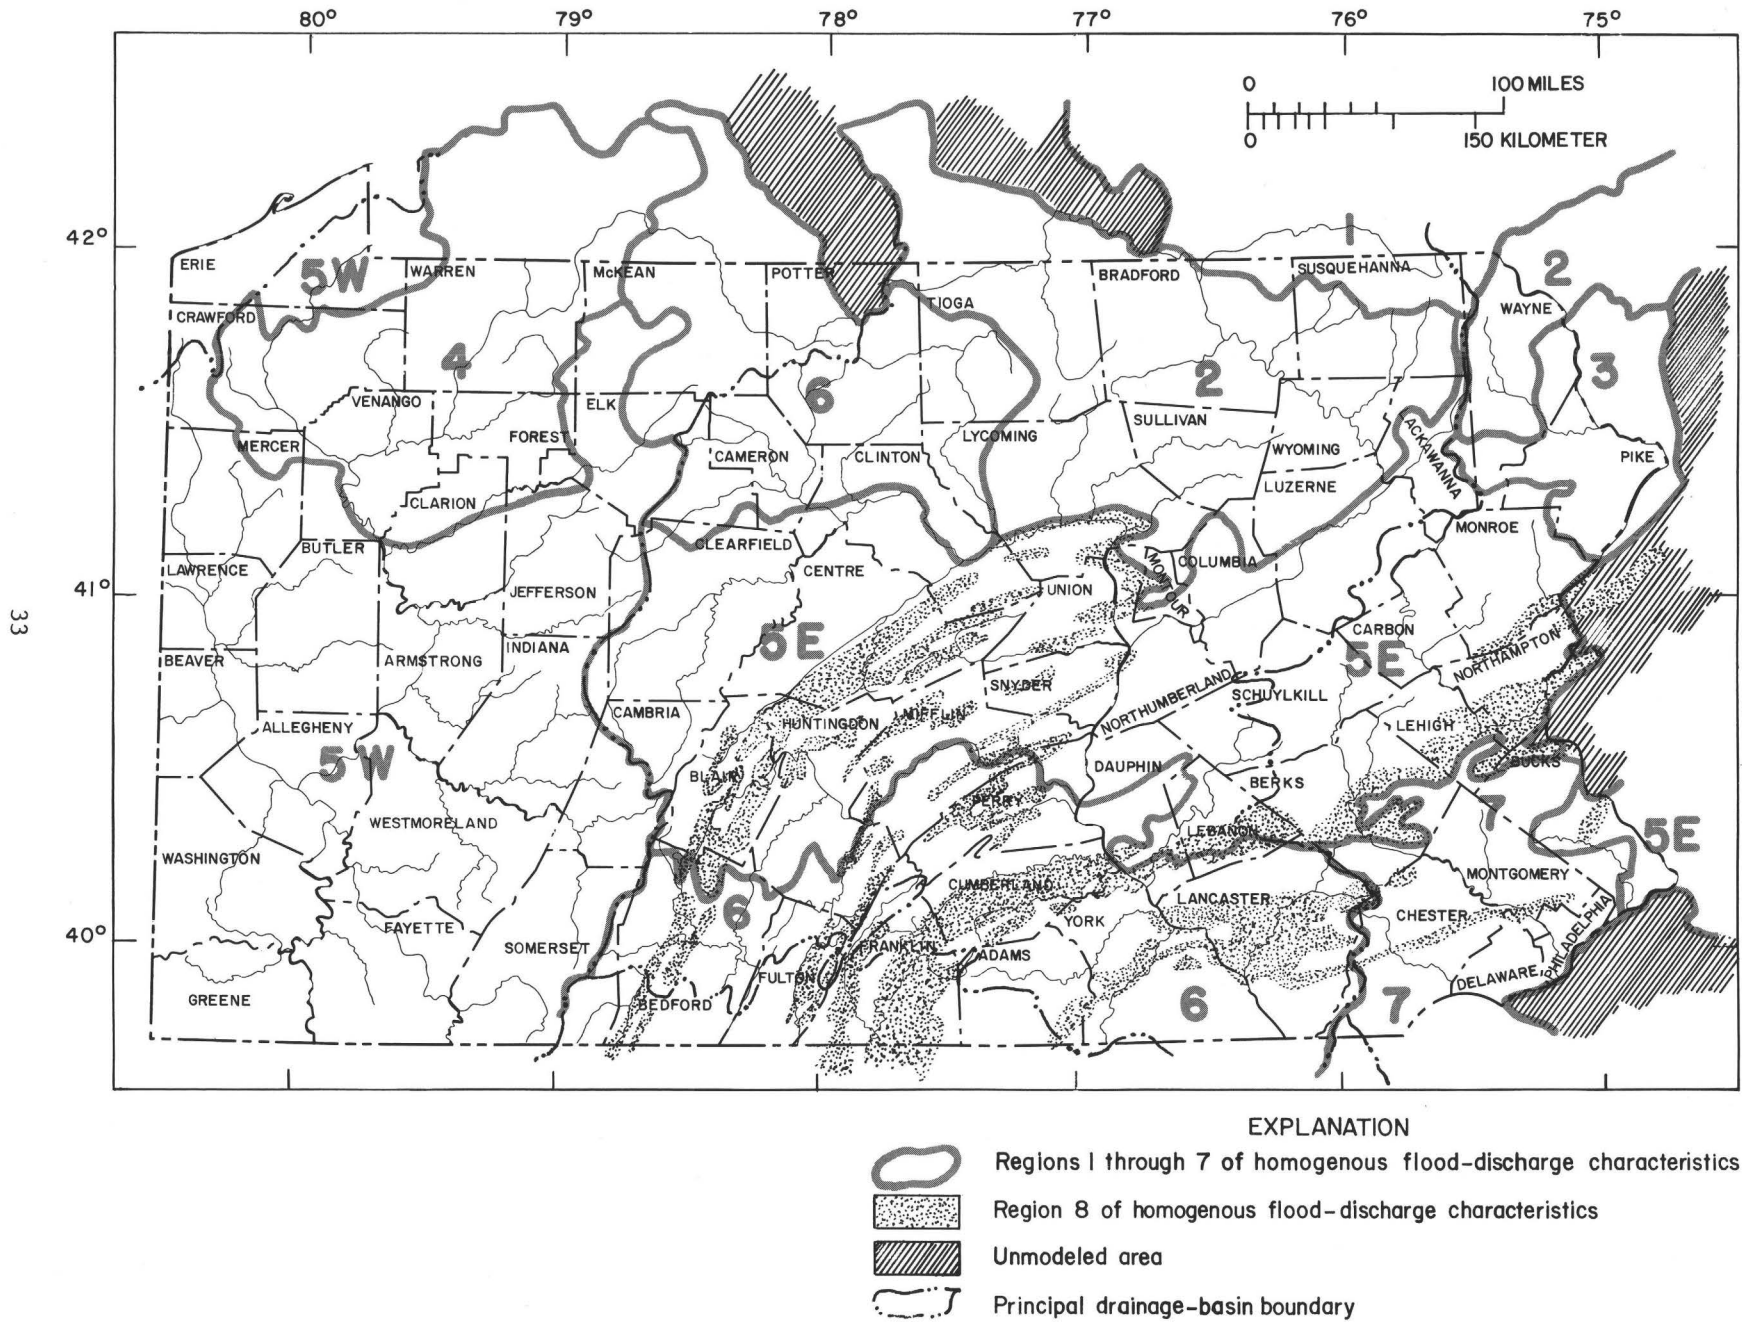 80° 79° 78° 77° 76° 75°
0 100 MILES
0 150 KILOMETER
42°
41°
40°
33
1
2
3
ERIE
5W
WARREN
McKEAN
POTTER
TIOGA
BRADFORD
SUSQUEHANNA
WAYNE
CRAWFORD
4
6
2
VENANGO
ELK
SULLIVAN
MERCER
FOREST
CAMERON
CLINTON
LYCOMING
WYOMING
ACKAWANNA
PIKE
CLARION
LUZERNE
MONROE
BUTLER
CLEARFIELD
COLUMBIA
LAWRENCE
CENTRE
JEFFERSON
UNION
MONTOUR
5E
CARBON
5E
BEAVER
ARMSTRONG
INDIANA
NORTHAMPTON
SNYDER
NORTHUMBERLAND
SCHUYLKILL
CAMBRIA
HUNTINGDON
MIFFLIN
LEHIGH
ALLEGHENY
5W
BLAIR
DAUPHIN
BERKS
BUCKS
PERRY
7
WESTMORELAND
LEBANON
5E
WASHINGTON
CUMBERLAND
MONTGOMERY
LANCASTER
6
YORK
CHESTER
FAYETTE
SOMERSET
FRANKLIN
ADAMS
PHILADELPHIA
FULTON
DELAWARE
GREENE
BEDFORD
6
7
EXPLANATION
Regions 1 through 7 of homogenous flood-discharge characteristics
Region 8 of homogenous flood-discharge characteristics
Unmodeled area
Principal drainage-basin boundary